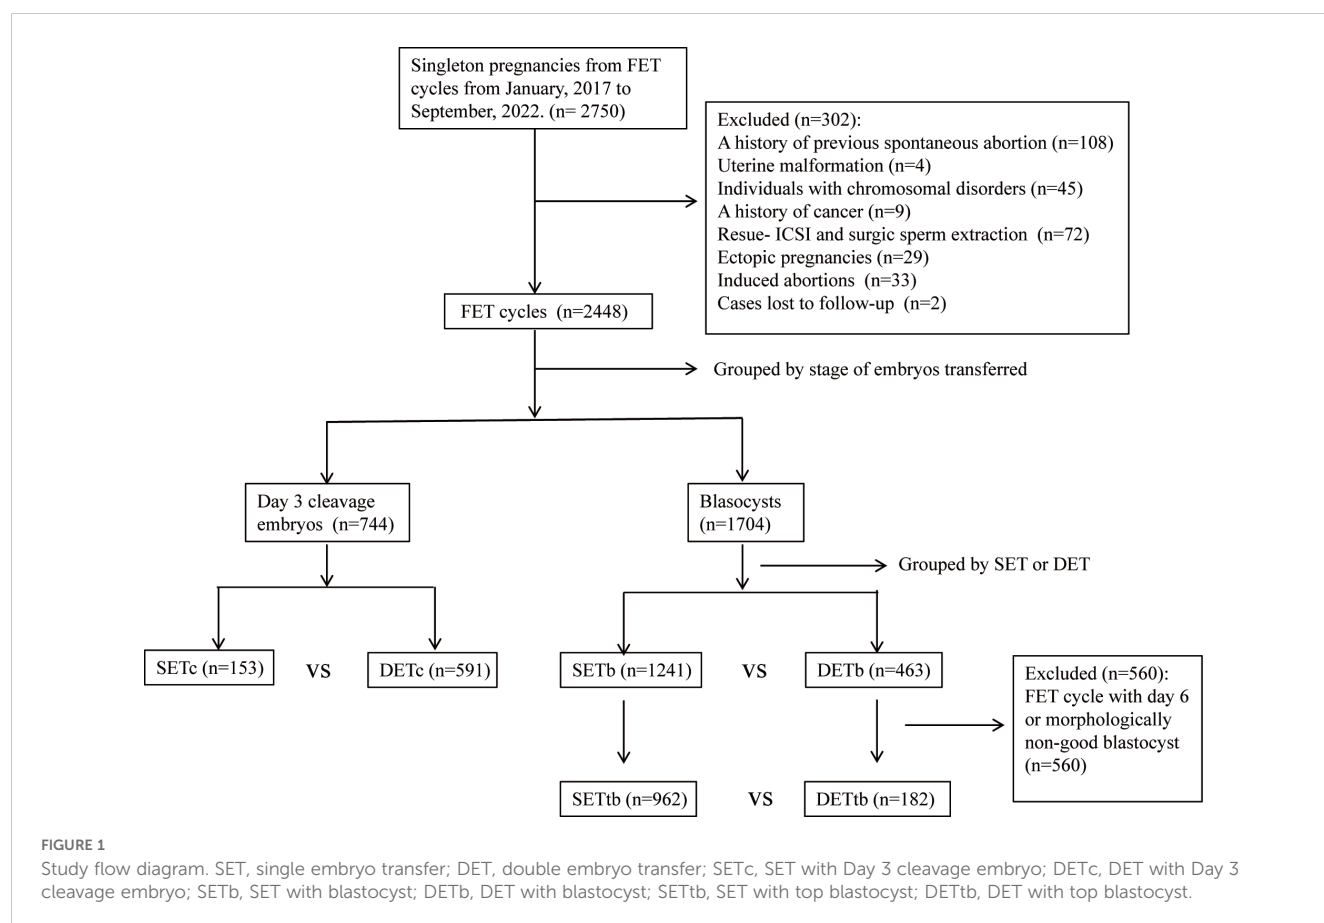 Singleton pregnancies from FET
cycles from January, 2017 to
September, 2022. (n= 2750)
Excluded (n=302):
A history of previous spontaneous abortion (n=108)
Uterine malformation (n=4)
Individuals with chromosomal disorders (n=45)
A history of cancer (n=9)
Resue- ICSI and surgic sperm extraction (n=72)
Ectopic pregnancies (n=29)
Induced abortions (n=33)
Cases lost to follow-up (n=2)
FET cycles (n=2448)
Grouped by stage of embryos transferred
Day 3 cleavage
embryos (n=744)
Blasocysts
(n=1704)
Grouped by SET or DET
SETc (n=153)
VS
DETc (n=591)
SETb (n=1241)
VS
DETb (n=463)
Excluded (n=560):
FET cycle with day 6
or morphologically
non-good blastocyst
(n=560)
SETtb (n=962)
VS
DETtb (n=182)
FIGURE 1
Study flow diagram. SET, single embryo transfer; DET, double embryo transfer; SETc, SET with Day 3 cleavage embryo; DETc, DET with Day 3
cleavage embryo; SETb, SET with blastocyst; DETb, DET with blastocyst; SETtb, SET with top blastocyst; DETtb, DET with top blastocyst.